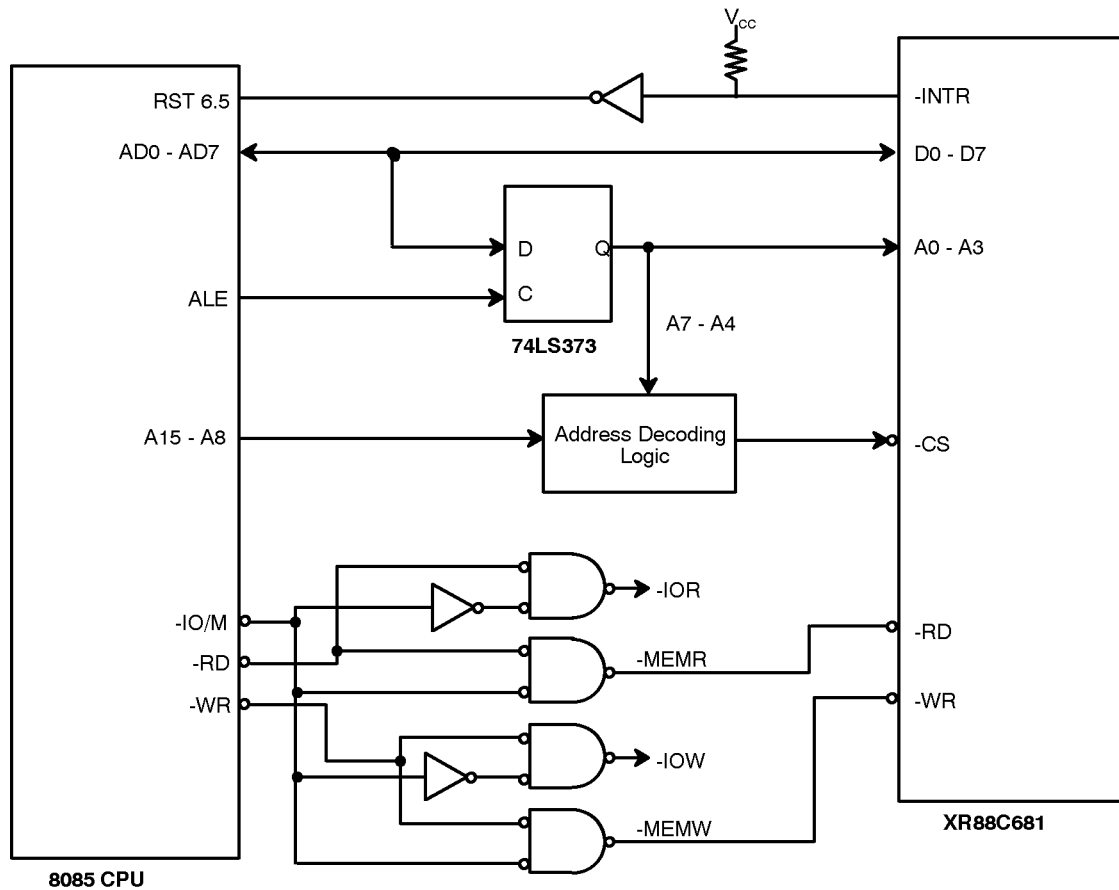 VCC
RST 6.5
-INTR
AD0 - AD7
D0 - D7
D
Q
A0 - A3
ALE
C
A7 - A4
74LS373
A15 - A8
Address Decoding
Logic
-CS
-IOR
-IO/M
-RD
-RD
-MEMR
-WR
-WR
-IOW
-MEMW
XR88C681
8085 CPU